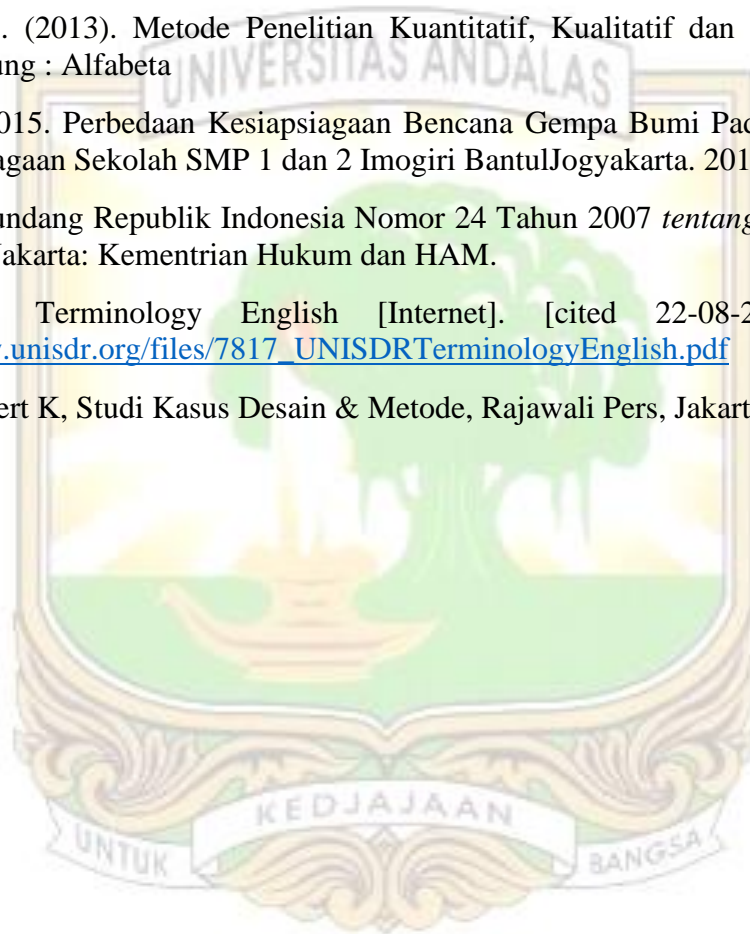 . (2013). Metode Penelitian Kuantitatif, Kualitatif dan
ung : Alfabeta
UNIVERSITAS ANDALAS
015. Perbedaan Kesiapsiagaan Bencana Gempa Bumi Pad
agaan Sekolah SMP 1 dan 2 Imogiri BantulJogyakarta. 201
undang Republik Indonesia Nomor 24 Tahun 2007 tentang
Jakarta: Kementrian Hukum dan HAM.
Terminology English [Internet]. [cited 22-08-2
.unisdr.org/files/7817_UNISDRTerminologyEnglish.pdf
ert K, Studi Kasus Desain & Metode, Rajawali Pers, Jakart
KEDJAJAAN
UNTUK BANGSA